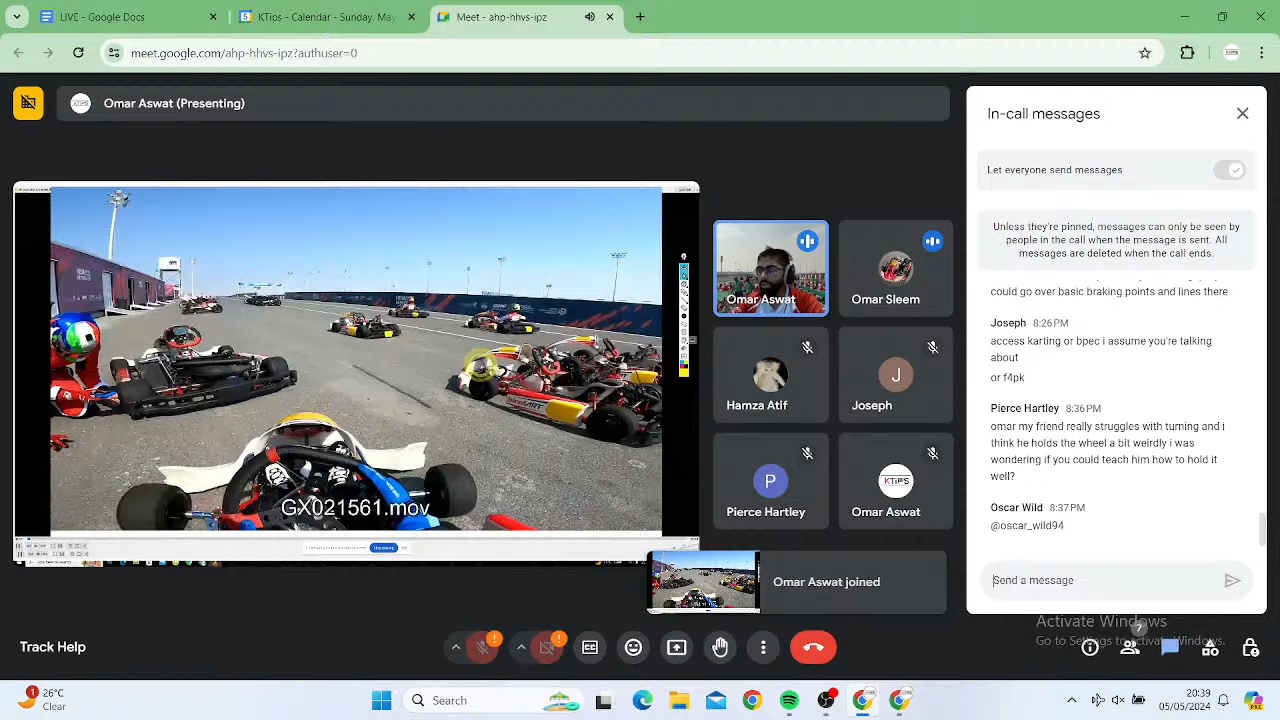 LIVE - Google Docs
KTips - Calendar - Sunday, May
Meet - ahp-hhvs-ipz
meet.google.com/ahp-hhvs-ipz?authuser=0
KTIPS
Omar Aswat (Presenting)
GX021561.mov
Stop sharing
Omar Aswat
Omar Sleem
Hamza Atif
J
Joseph
P
Pierce Hartley
KTIPS
Omar Aswat
Omar Aswat joined
In-call messages
Let everyone send messages
Unless they're pinned, messages can only be seen by
people in the call when the message is sent. All
messages are deleted when the call ends.
could go over basic braking points and lines there
Joseph 8:26 PM
access karting or bpec i assume you're talking
about
or f4pk
Pierce Hartley 8:36 PM
omar my friend really struggles with turning and i
think he holds the wheel a bit weirdly i was
wondering if you could teach him how to hold it
well?
Oscar Wild 8:37 PM
@oscar_wild94
Send a message
Activate Windows
Go to Settings to activate Windows.
Track Help
7
1
26°C
Clear
Search
20:39
05/05/2024